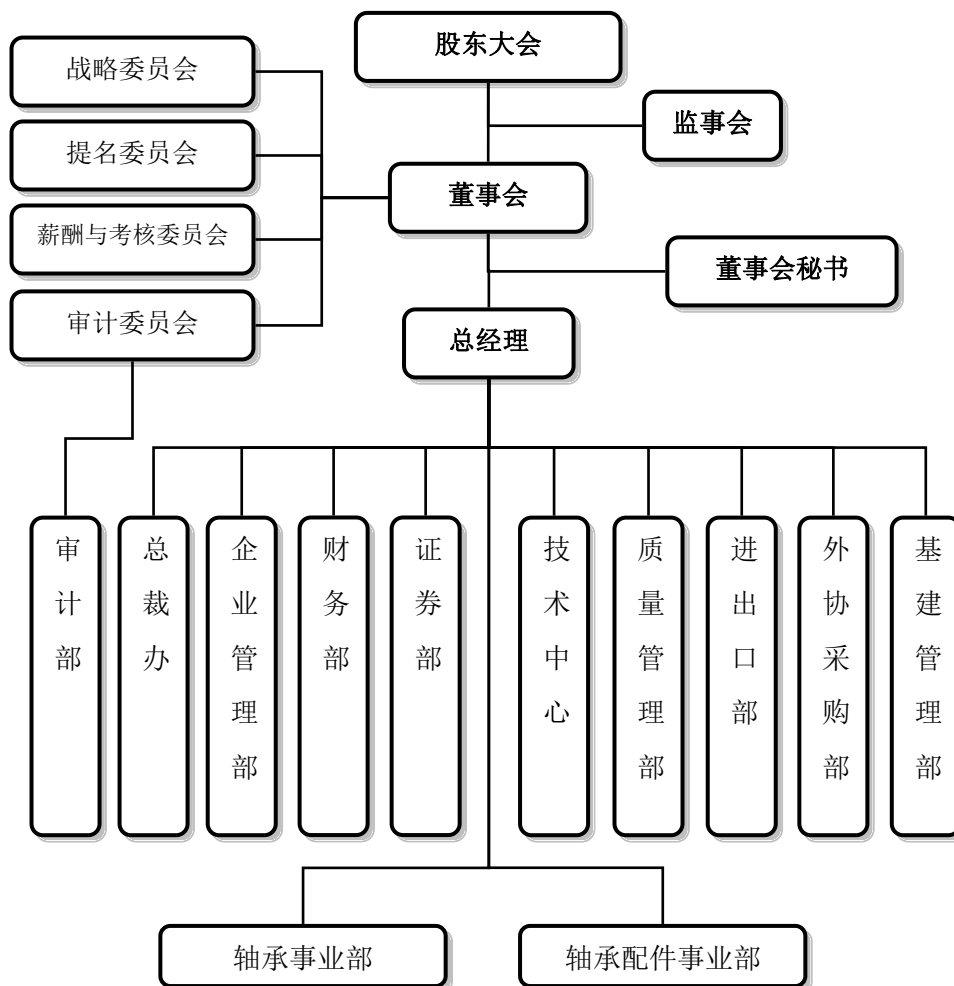 股东大会
战略委员会
监事会
提名委员会
董事会
薪酬与考核委员会
董事会秘书
审计委员会
总经理
审计部
总裁办
企业管理部
财务部
证券部
技术中心
质量管理部
进出口部
外协采购部
基建管理部
轴承事业部
轴承配件事业部